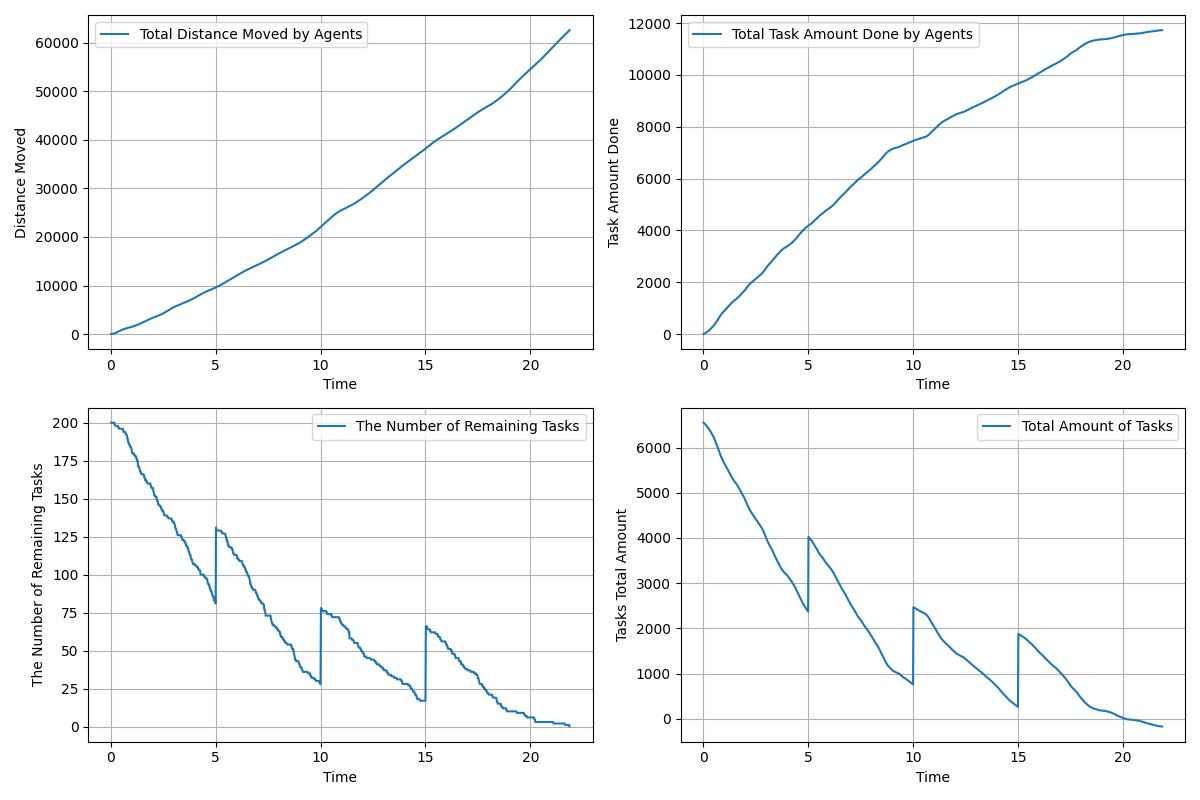 Total Distance Moved by Agents
60000
50000
40000
30000
20000
10000
0
Distance Moved
0 5 10 15 20
Time
Total Task Amount Done by Agents
12000
10000
8000
6000
4000
2000
0
Task Amount Done
0 5 10 15 20
Time
The Number of Remaining Tasks
200
175
150
125
100
75
50
25
0
The Number of Remaining Tasks
0 5 10 15 20
Time
Total Amount of Tasks
6000
5000
4000
3000
2000
1000
0
Tasks Total Amount
0 5 10 15 20
Time